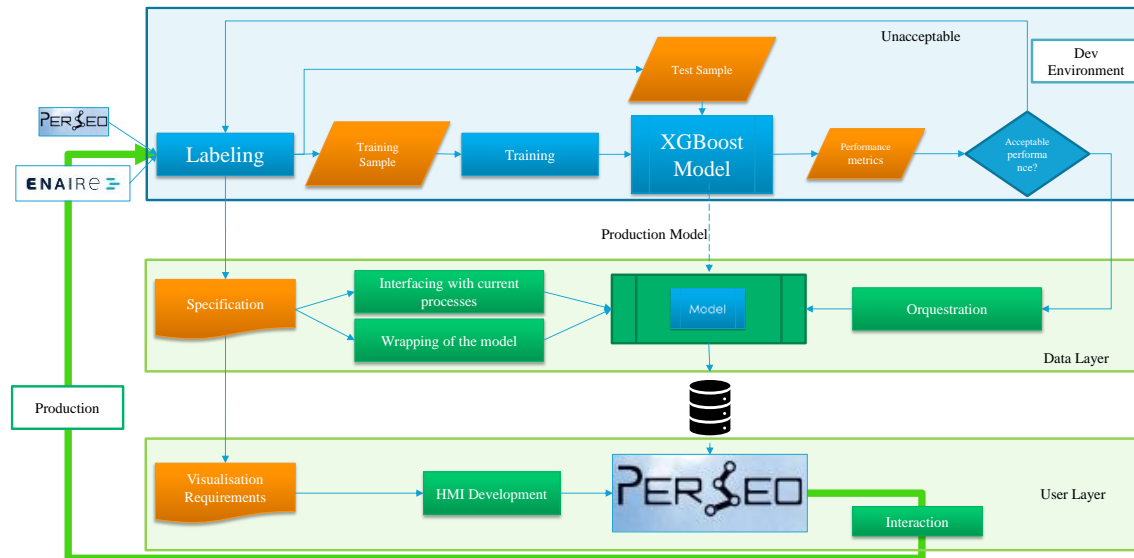 Unacceptable
Dev
Environment
Test Sample
PERSEO
Labeling
Training
Sample
Training
XGBoost
Model
Performance
metrics
Acceptable
performa
nce?
ENAIRE
Production Model
Specification
Interfacing with current
processes
Wrapping of the model
Model
Orquestration
Data Layer
Production
Visualisation
Requirements
HMI Development
PERSEO
User Layer
Interaction